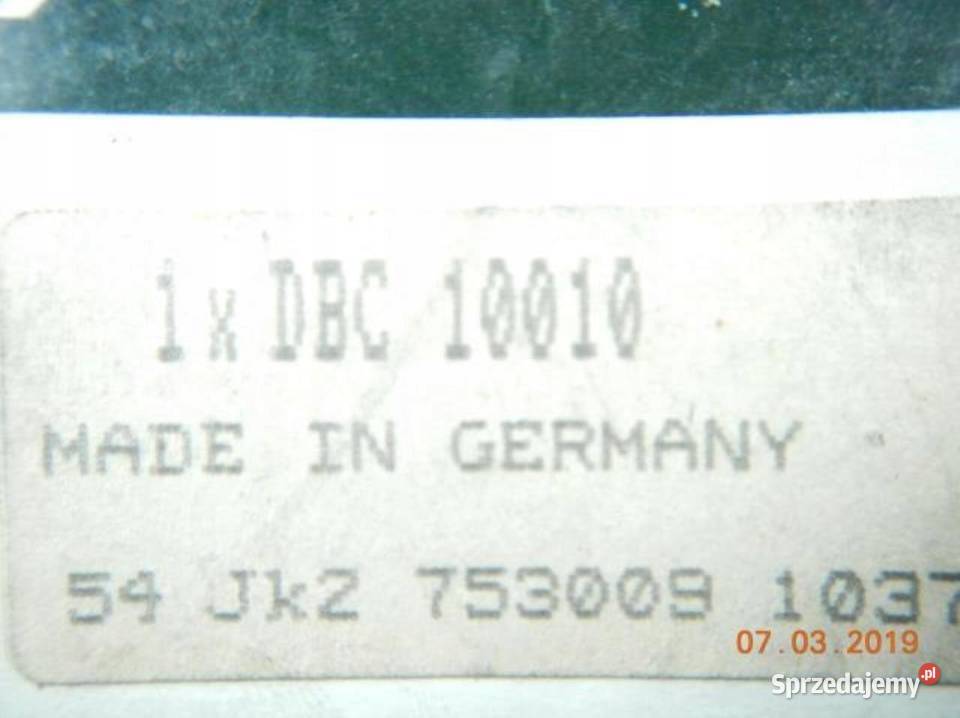 1 x DBC 10010
MADE IN GERMANY
54 Jk2 753009 1037
07.03.2019
Sprzedajemy.pl